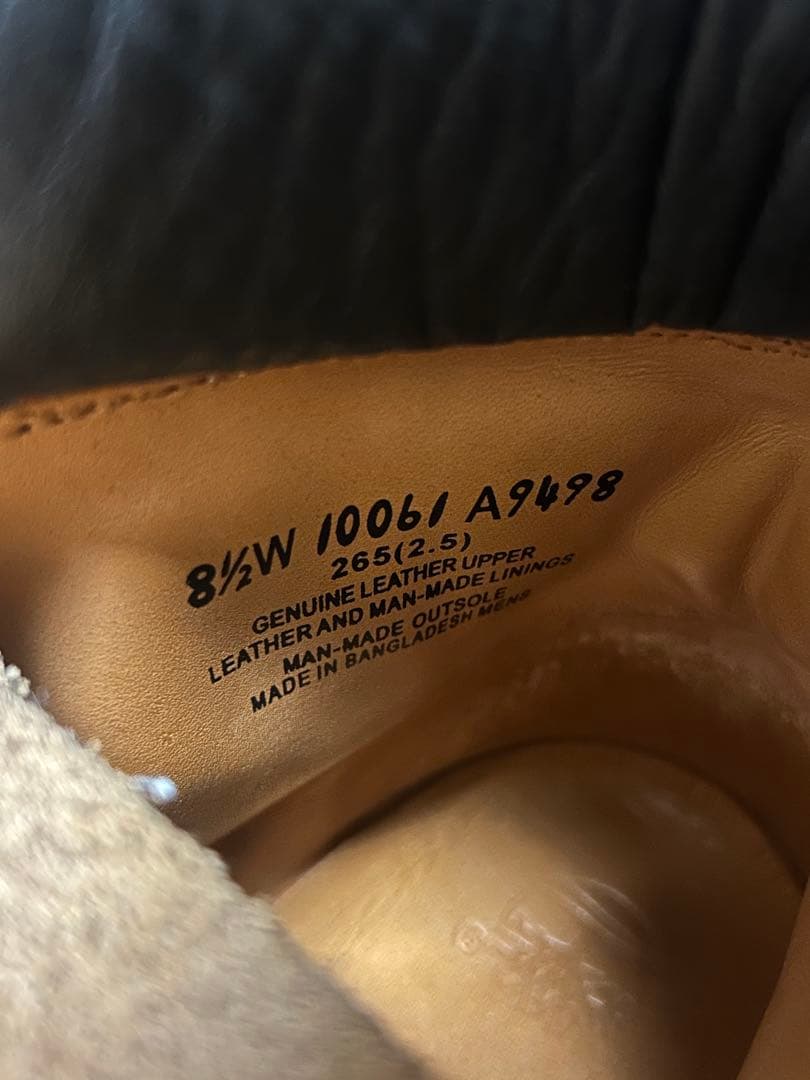 8½W 10061 A9498
265(2.5)
GENUINE LEATHER UPPER
LEATHER AND MAN-MADE LININGS
MAN-MADE OUTSOLE
MADE IN BANGLADESH MENS